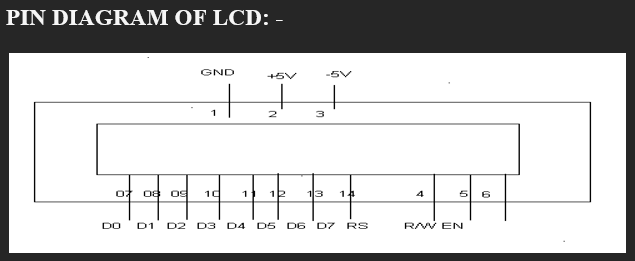 PIN DIAGRAM OF LCD: -
GND +5V -5V
1 2 3
07 08 09 10 11 12 13 14 4 5 6
D0 D1 D2 D3 D4 D5 D6 D7 RS R/W EN